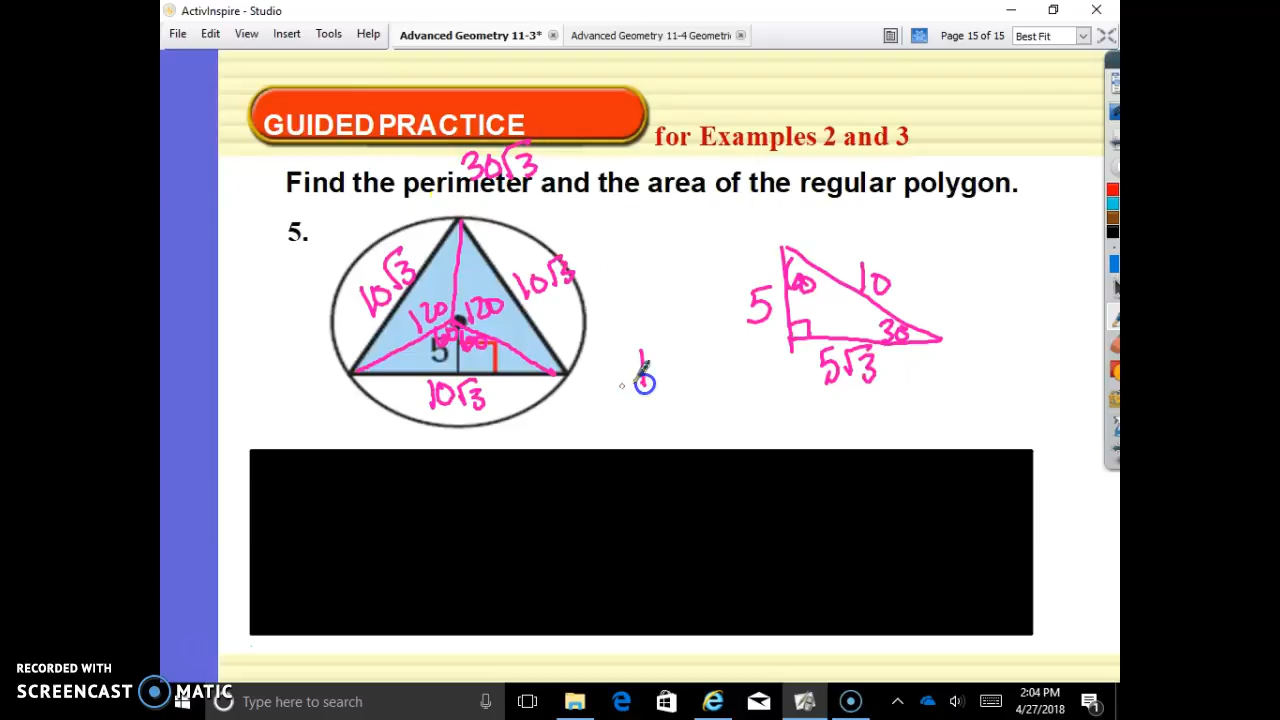 ActivInspire - Studio
File Edit View Insert Tools Help
Advanced Geometry 11-3* Advanced Geometry 11-4 Geometri
Page 15 of 15 Best Fit
GUIDED PRACTICE
for Examples 2 and 3
30√3
Find the perimeter and the area of the regular polygon.
5.
10√3 10√3
120 120
60 60
5
10√3
60
10
5
30
5√3
RECORDED WITH
SCREENCAST MATIC
Type here to search
2:04 PM
4/27/2018
1